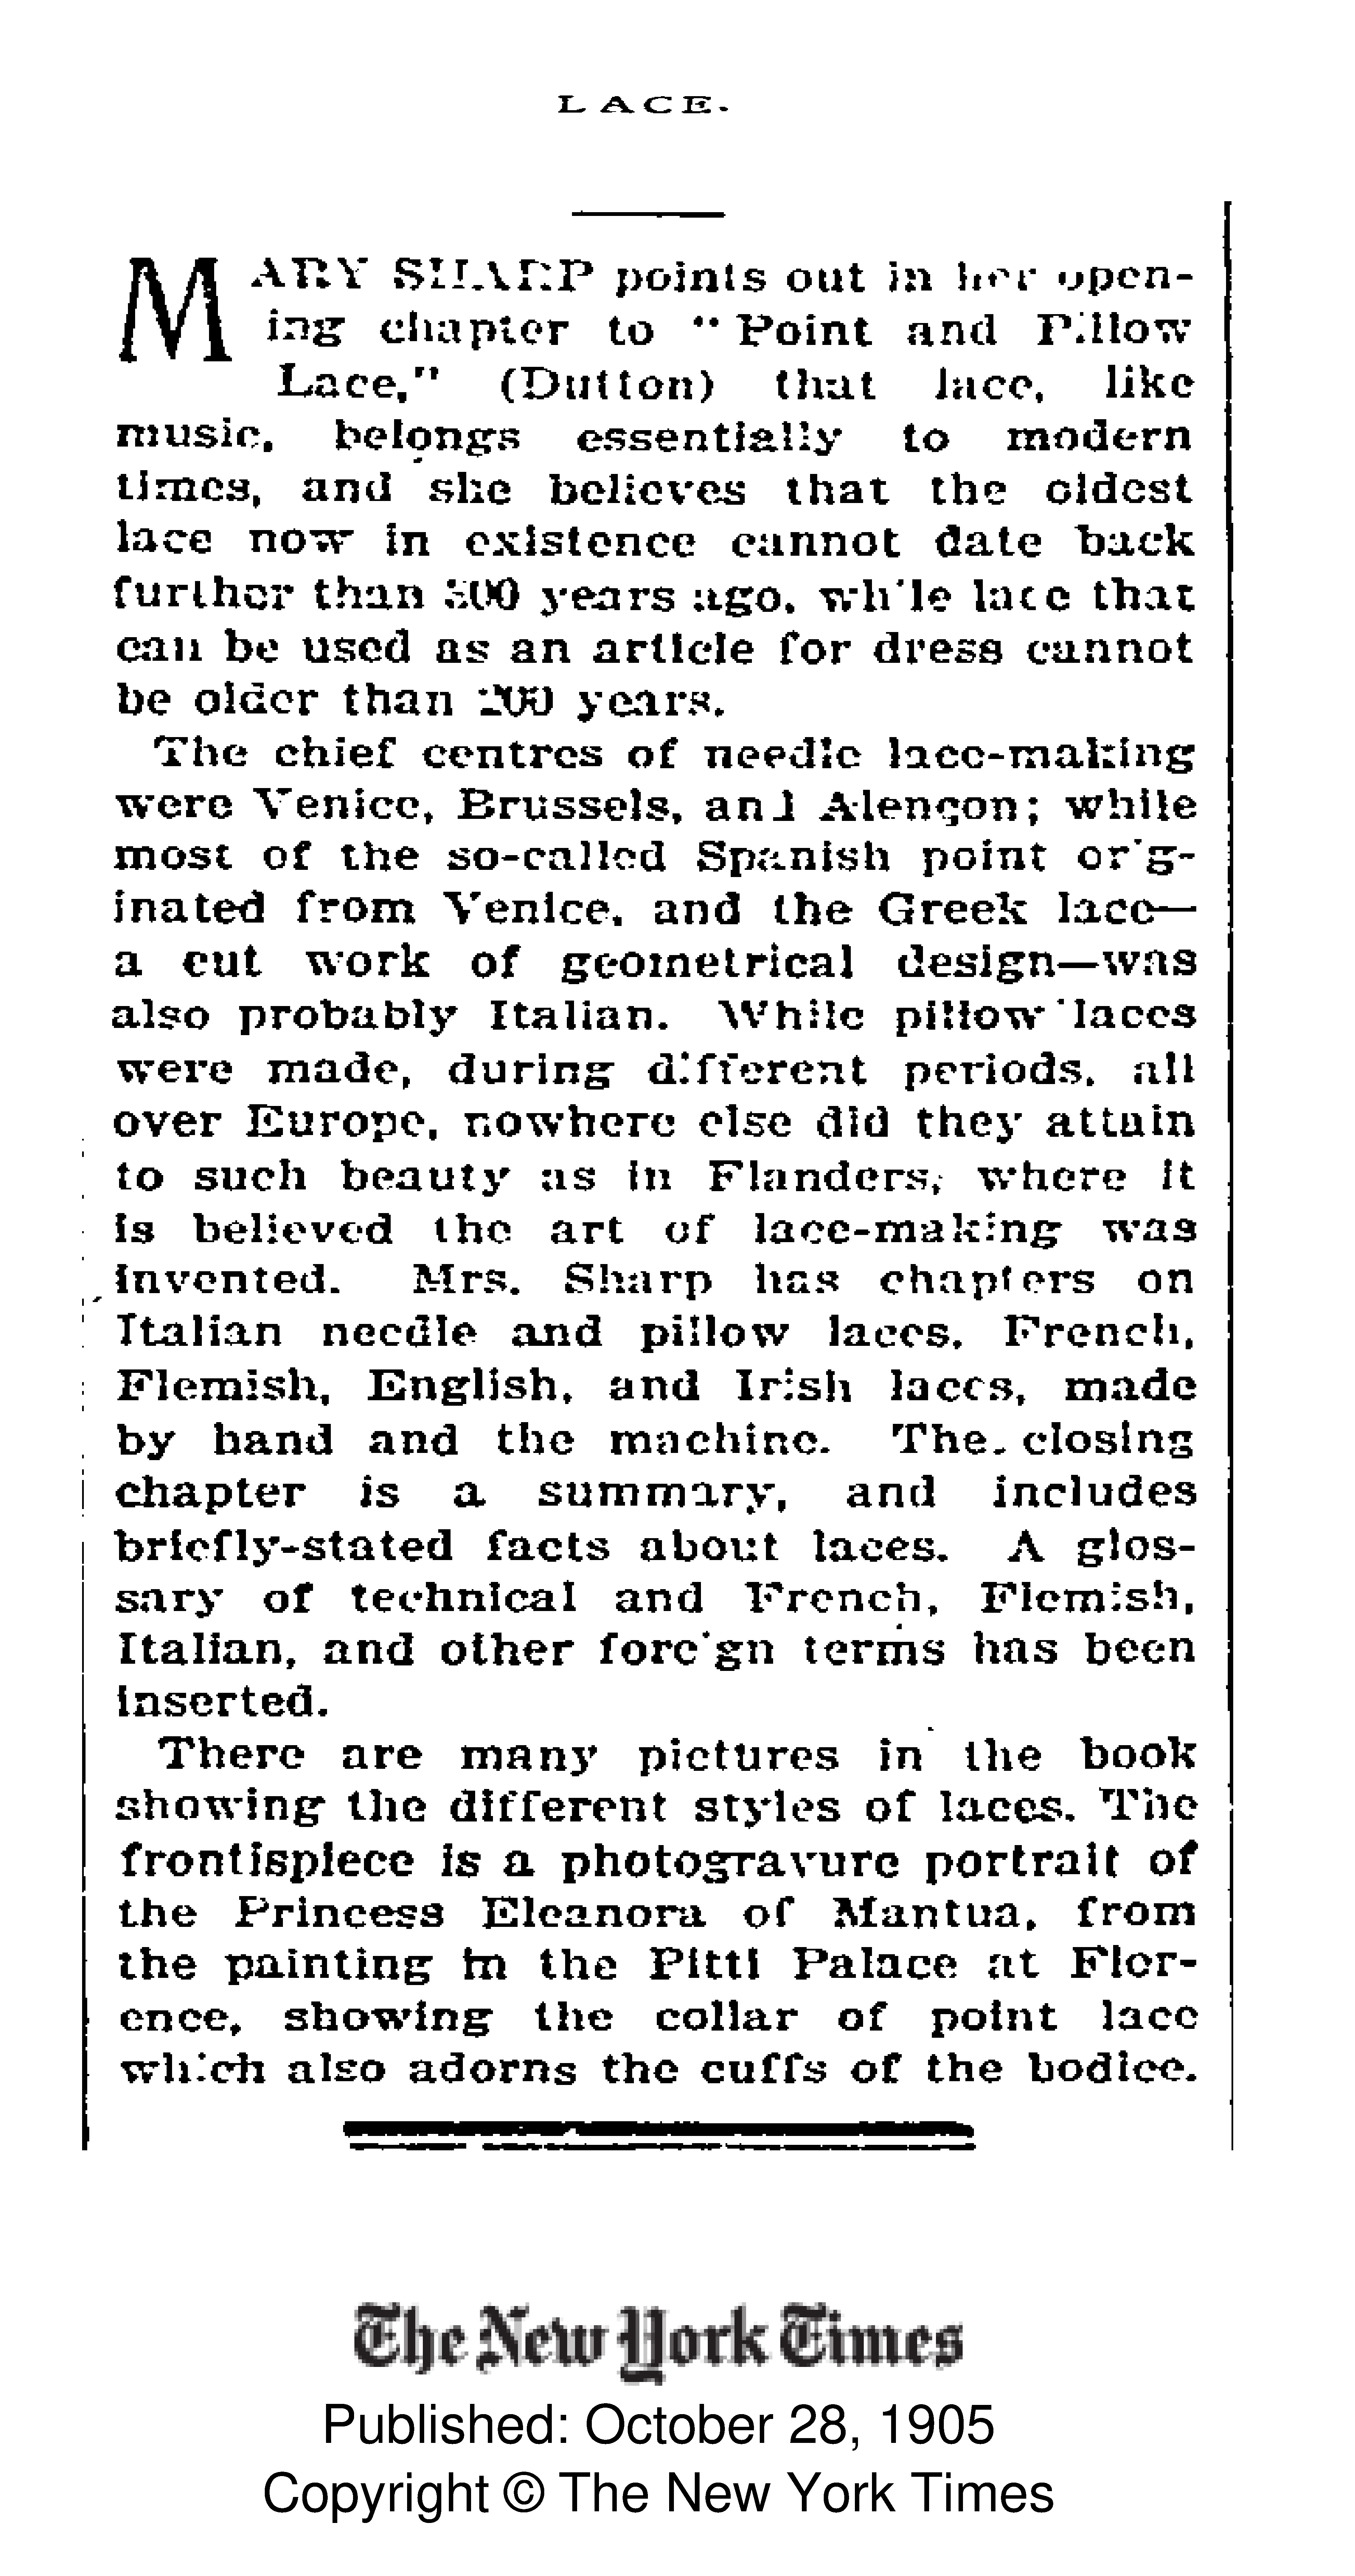 LACE.
MARY SHARP points out in her open-
ing chapter to "Point and Pillow
Lace," (Dutton) that lace, like
music, belongs essentially to modern
times, and she believes that the oldest
lace now in existence cannot date back
further than years ago, while lace that
can be used as an article for dress cannot
be older than 200 years.
The chief centres of needle lace-making
were Venice, Brussels, and Alençon; while
most of the so-called Spanish point orig-
inated from Venice, and the Greek lace—
a cut work of geometrical design—was
also probably Italian. While pillow laces
were made, during different periods, all
over Europe, nowhere else did they attain
to such beauty as in Flanders, where it
is believed the art of lace-making was
invented. Mrs. Sharp has chapters on
Italian needle and pillow laces, French,
Flemish, English, and Irish laces, made
by hand and the machine. The closing
chapter is a summary, and includes
briefly-stated facts about laces. A glos-
sary of technical and French, Flemish,
Italian, and other foreign terms has been
inserted.
There are many pictures in the book
showing the different styles of laces. The
frontispiece is a photogravure portrait of
the Princess Eleanora of Mantua, from
the painting in the Pitti Palace at Flor-
ence, showing the collar of point lace
which also adorns the cuffs of the bodice.
The New York Times
Published: October 28, 1905
Copyright © The New York Times